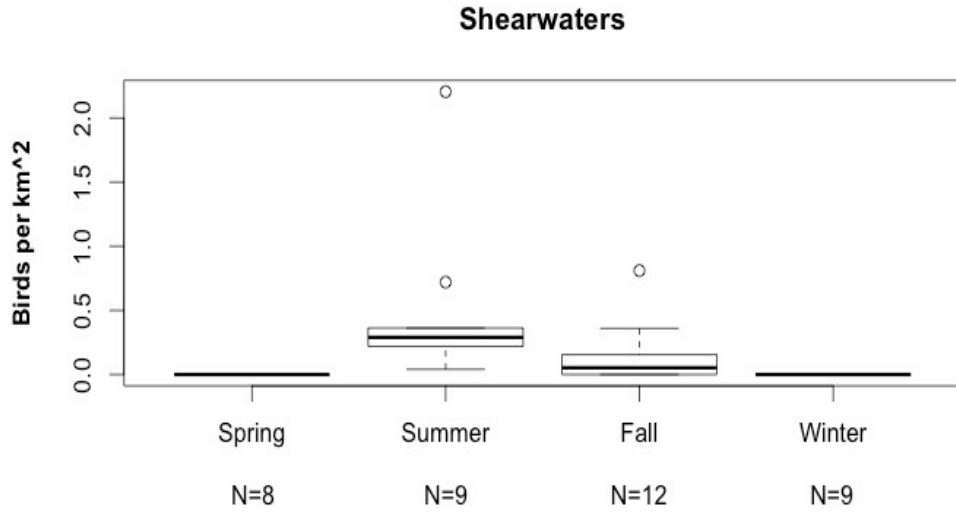 Shearwaters
Birds per km^2
2.0
1.5
1.0
0.5
0.0
Spring Summer Fall Winter
N=8 N=9 N=12 N=9